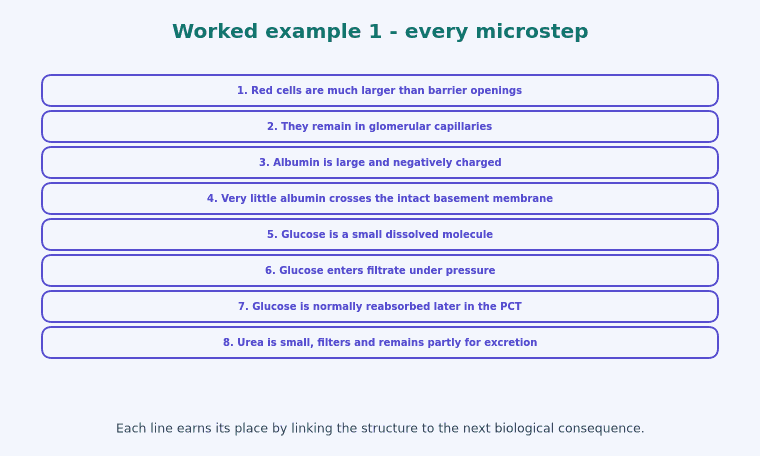 Worked example 1 - every microstep
1. Red cells are much larger than barrier openings
2. They remain in glomerular capillaries
3. Albumin is large and negatively charged
4. Very little albumin crosses the intact basement membrane
5. Glucose is a small dissolved molecule
6. Glucose enters filtrate under pressure
7. Glucose is normally reabsorbed later in the PCT
8. Urea is small, filters and remains partly for excretion
Each line earns its place by linking the structure to the next biological consequence.